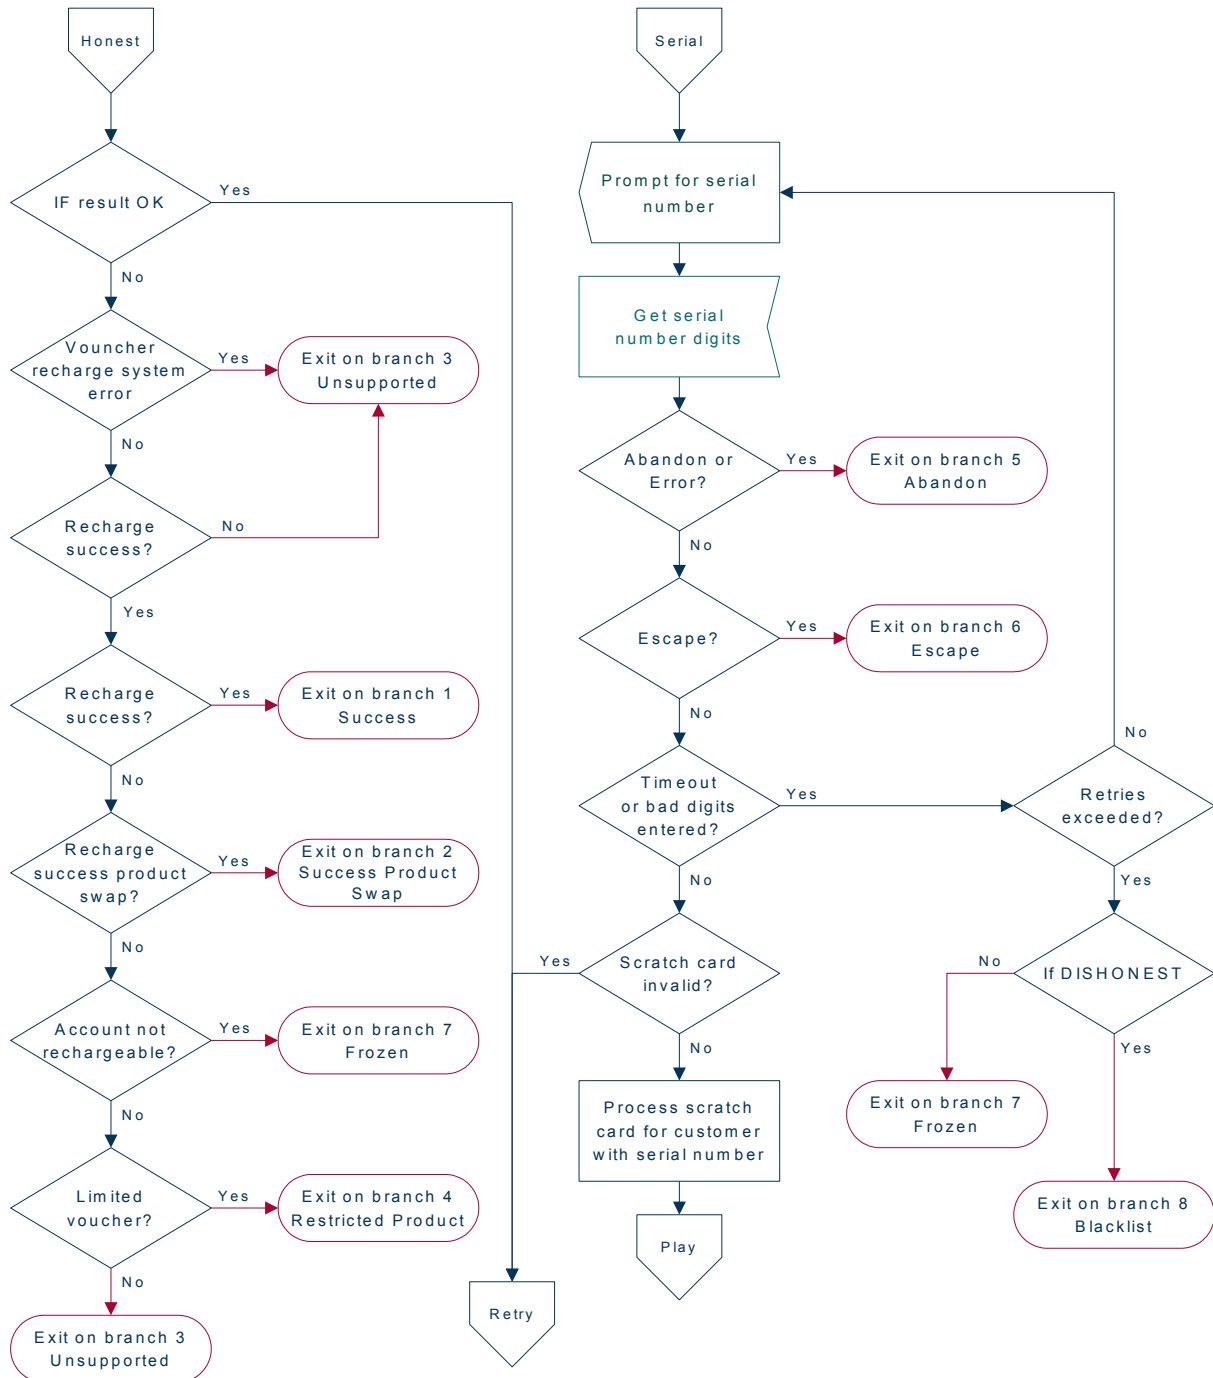 Honest
IF result OK
Yes
No
Vouncher
recharge system
error
Yes
Exit on branch 3
Unsupported
No
Recharge
success?
No
Yes
Recharge
success?
Yes
Exit on branch 1
Success
No
Recharge
success product
swap?
Yes
Exit on branch 2
Success Product
Swap
No
Account not
rechargeable?
Yes
Exit on branch 7
Frozen
No
Limited
voucher?
Yes
Exit on branch 4
Restricted Product
No
Exit on branch 3
Unsupported
Retry
Serial
Prompt for serial
number
Get serial
number digits
Abandon or
Error?
Yes
Exit on branch 5
Abandon
No
Escape?
Yes
Exit on branch 6
Escape
No
Timeout
or bad digits
entered?
Yes
Retries
exceeded?
No
Yes
No
Scratch card
invalid?
Yes
If DISHONEST
No
Yes
No
Process scratch
card for customer
with serial number
Exit on branch 7
Frozen
Exit on branch 8
Blacklist
Play